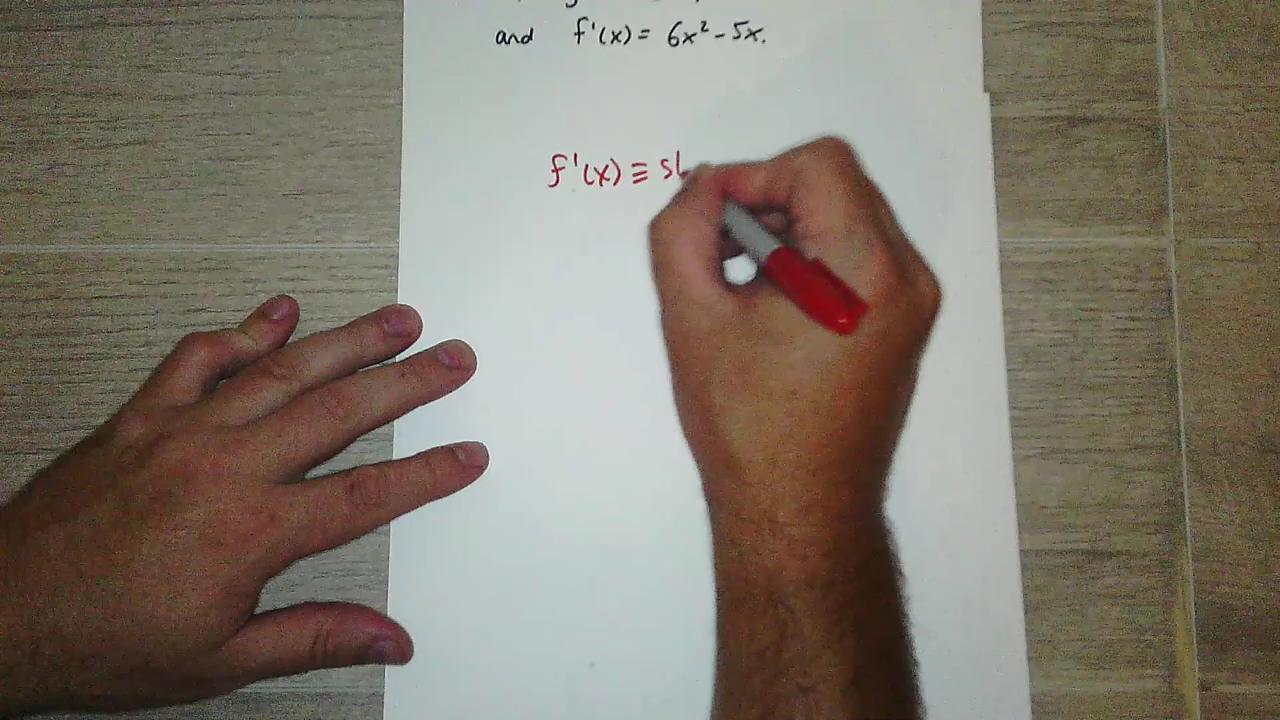 and f'(x) = 6x² - 5x.
f'(x) ≡ sl